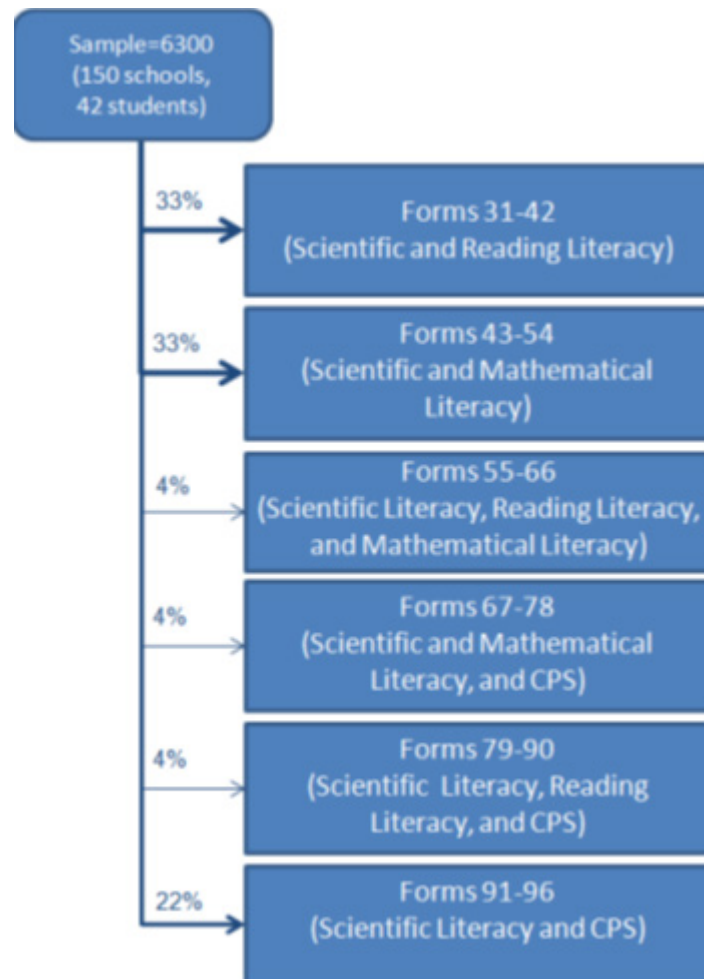 Sample=6300
(150 schools,
42 students)
33%
Forms 31-42
(Scientific and Reading Literacy)
33%
Forms 43-54
(Scientific and Mathematical
Literacy)
4%
Forms 55-66
(Scientific Literacy, Reading Literacy,
and Mathematical Literacy)
4%
Forms 67-78
(Scientific and Mathematical
Literacy, and CPS)
4%
Forms 79-90
(Scientific Literacy, Reading
Literacy, and CPS)
22%
Forms 91-96
(Scientific Literacy and CPS)